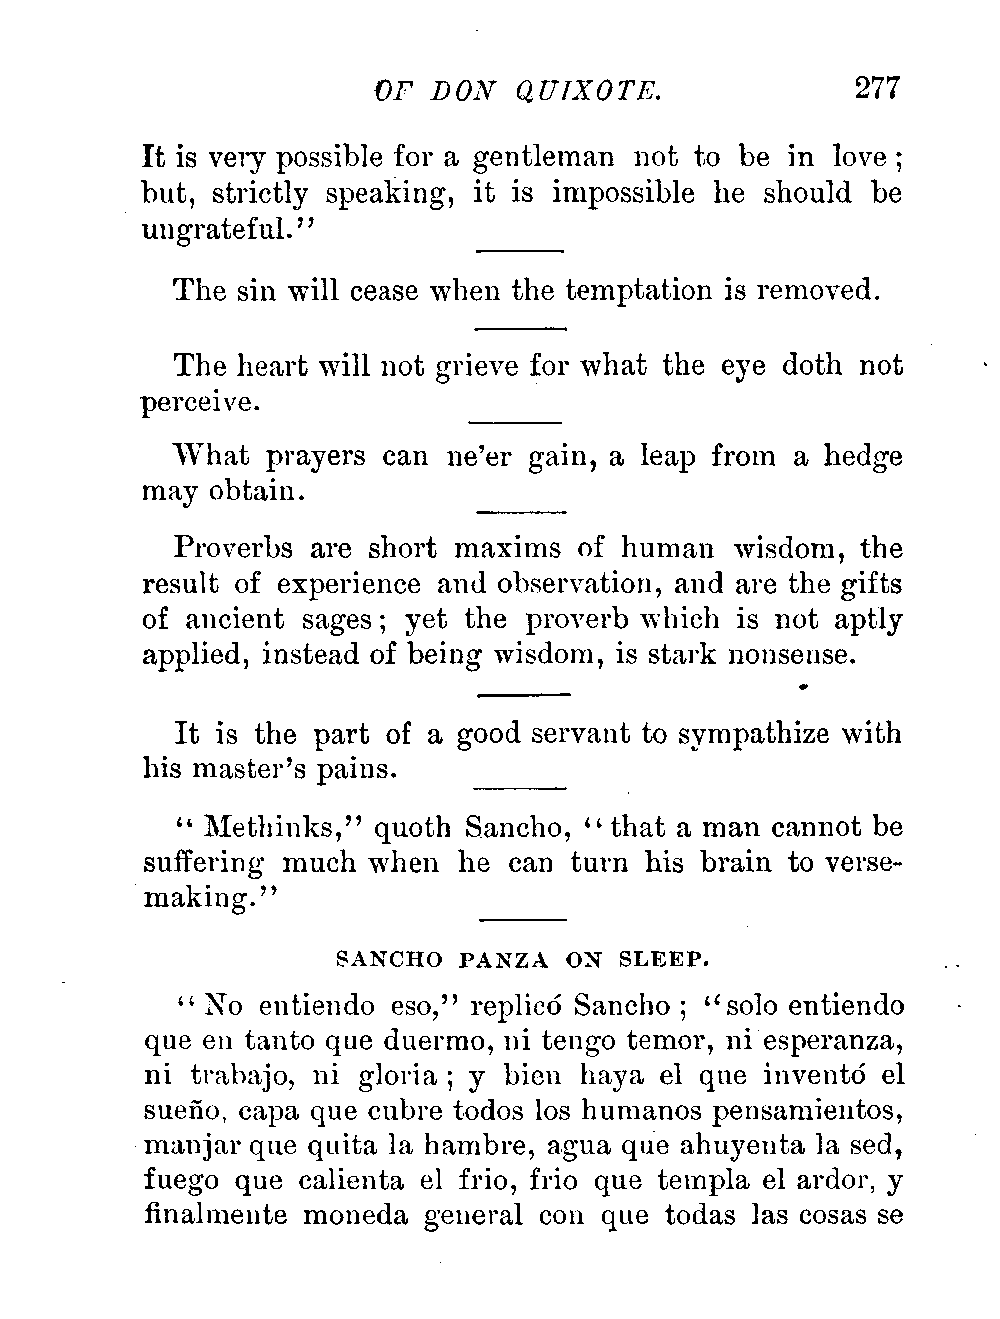 OF DON QUIXOTE. 277
It is very possible for a gentleman not to be in love;
but, strictly speaking, it is impossible he should be
ungrateful."
The sin will cease when the temptation is removed.
The heart will not grieve for what the eye doth not
perceive.
What prayers can ne'er gain, a leap from a hedge
may obtain.
Proverbs are short maxims of human wisdom, the
result of experience and observation, and are the gifts
of ancient sages; yet the proverb which is not aptly
applied, instead of being wisdom, is stark nonsense.
It is the part of a good servant to sympathize with
his master's pains.
"Methinks," quoth Sancho, "that a man cannot be
suffering much when he can turn his brain to verse-
making."
SANCHO PANZA ON SLEEP.
"No entiendo eso," replicó Sancho; "solo entiendo
que en tanto que duermo, ni tengo temor, ni esperanza,
ni trabajo, ni gloria; y bien haya el que inventó el
sueño, capa que cubre todos los humanos pensamientos,
manjar que quita la hambre, agua que ahuyenta la sed,
fuego que calienta el frio, frio que templa el ardor, y
finalmente moneda general con que todas las cosas se